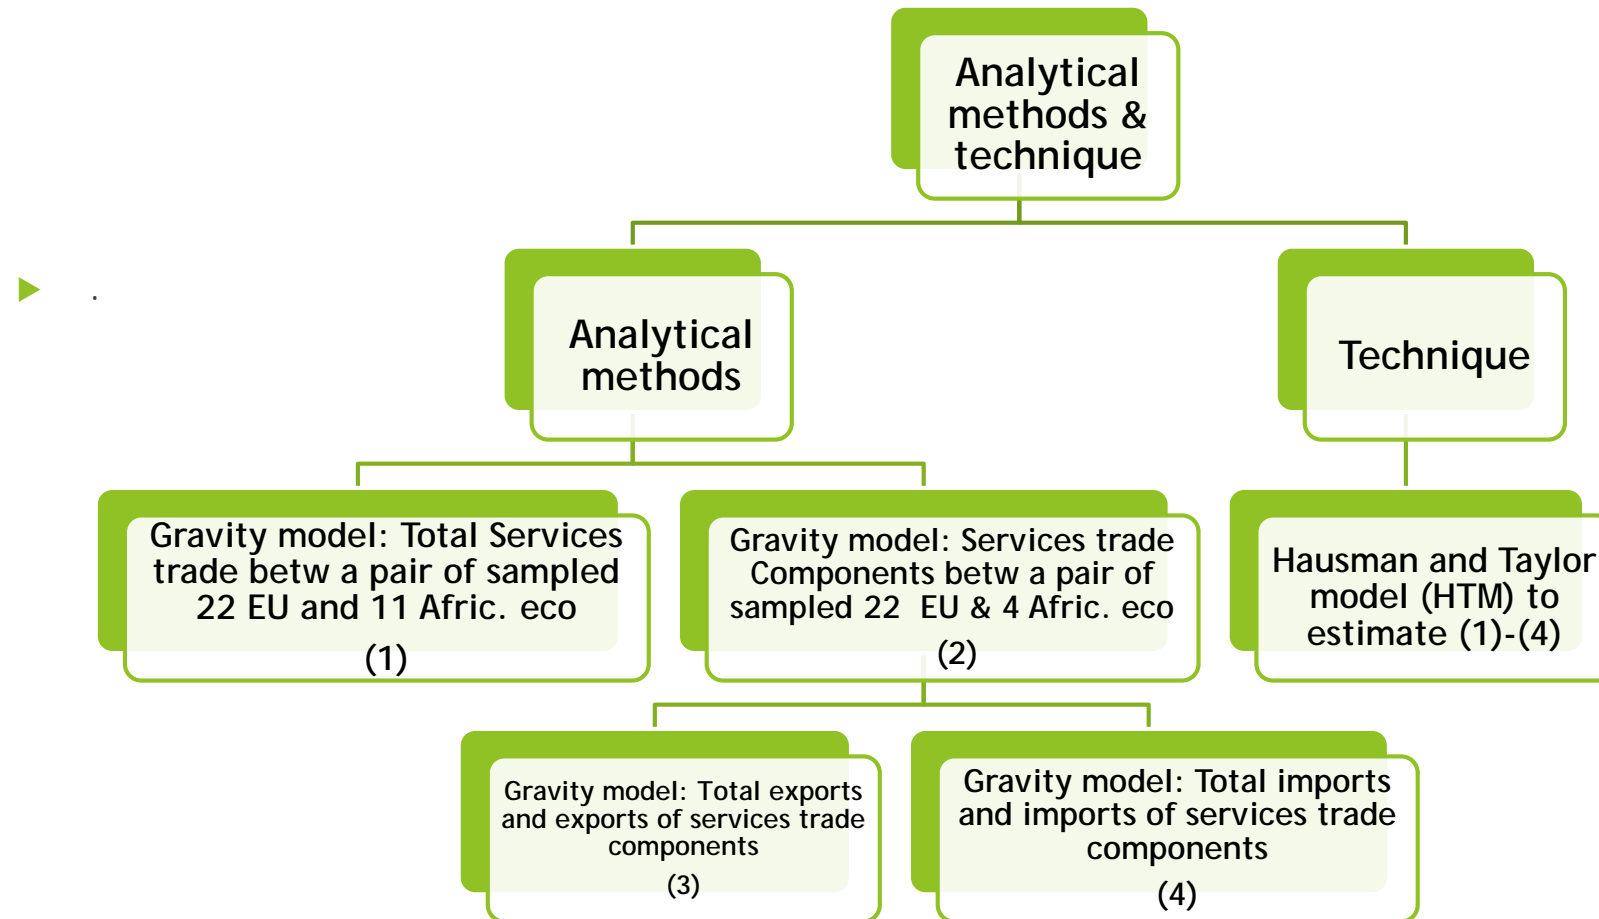 Analytical
methods &
technique
.
Analytical
methods
Technique
Gravity model: Total Services
trade betw a pair of sampled
22 EU and 11 Afric. eco
(1)
Gravity model: Services trade
Components betw a pair of
sampled 22 EU & 4 Afric. eco
(2)
Hausman and Taylor
model (HTM) to
estimate (1)-(4)
Gravity model: Total exports
and exports of services trade
components
(3)
Gravity model: Total imports
and imports of services trade
components
(4)